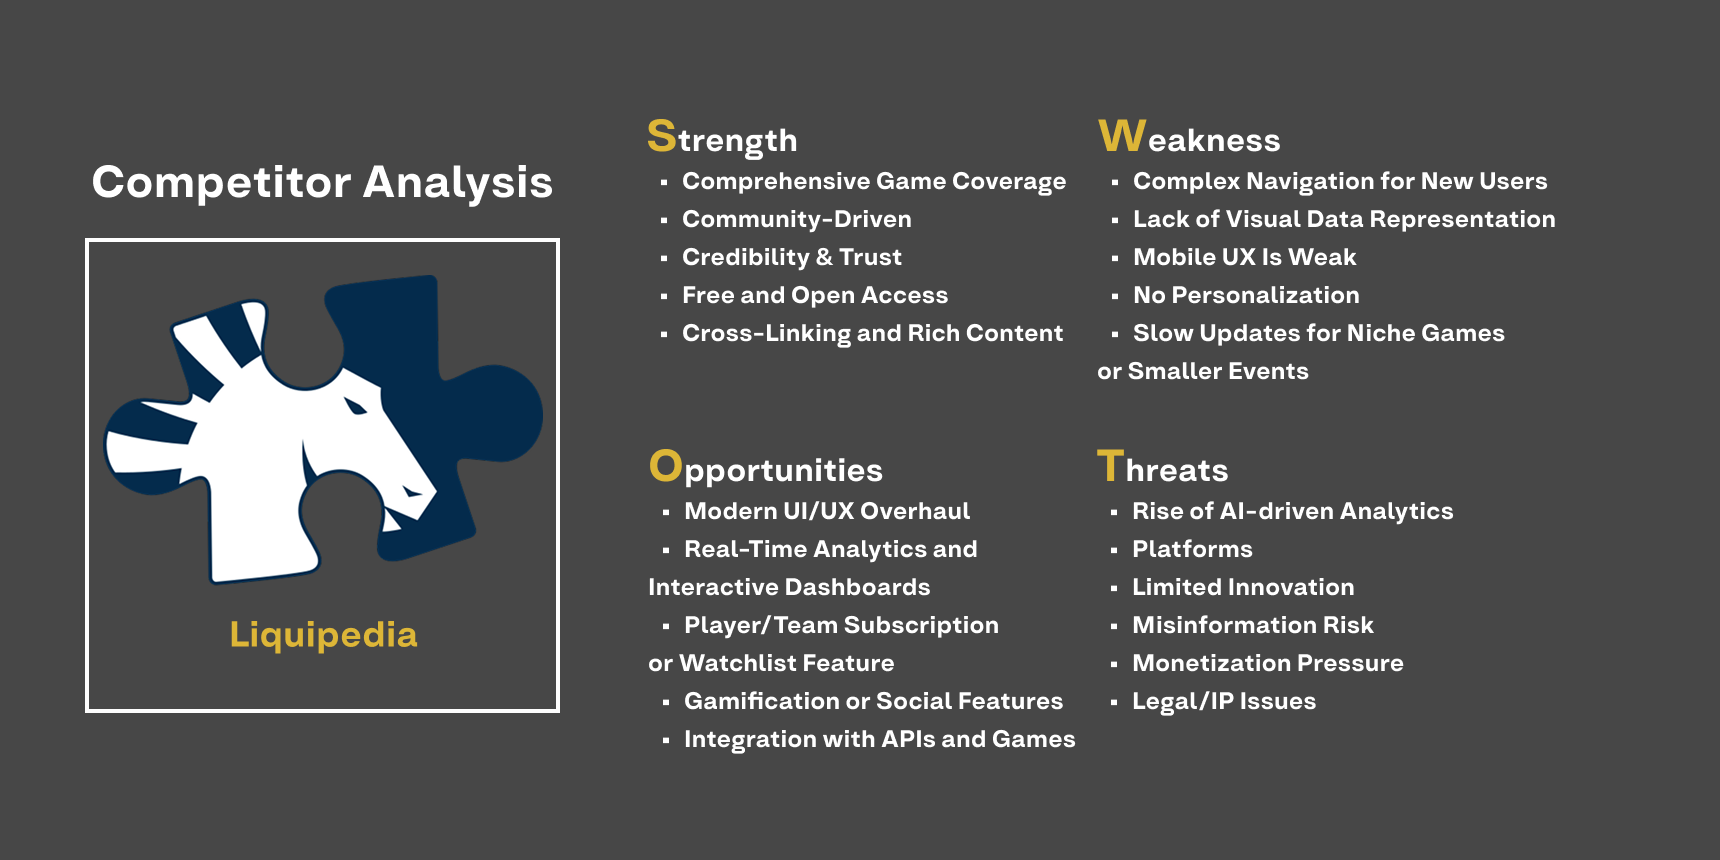 Competitor Analysis
Liquipedia
Strength
▪ Comprehensive Game Coverage
▪ Community-Driven
▪ Credibility & Trust
▪ Free and Open Access
▪ Cross-Linking and Rich Content
Weakness
▪ Complex Navigation for New Users
▪ Lack of Visual Data Representation
▪ Mobile UX Is Weak
▪ No Personalization
▪ Slow Updates for Niche Games
or Smaller Events
Opportunities
▪ Modern UI/UX Overhaul
▪ Real-Time Analytics and
Interactive Dashboards
▪ Player/Team Subscription
or Watchlist Feature
▪ Gamification or Social Features
▪ Integration with APIs and Games
Threats
▪ Rise of AI-driven Analytics
▪ Platforms
▪ Limited Innovation
▪ Misinformation Risk
▪ Monetization Pressure
▪ Legal/IP Issues